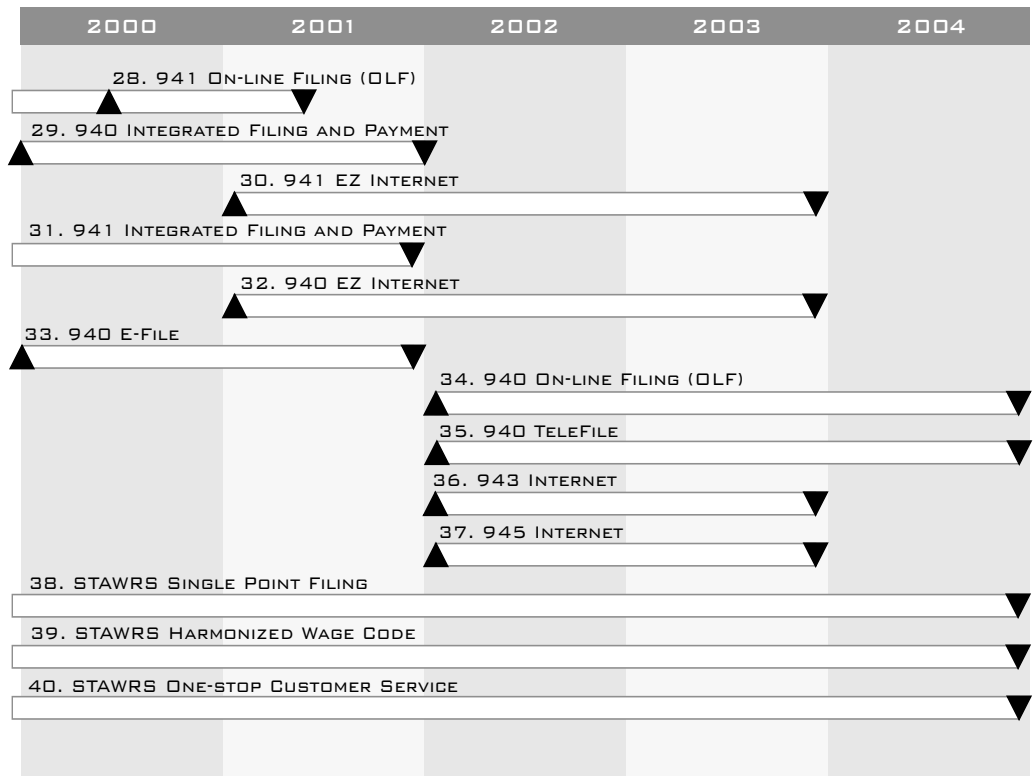 2000 2001 2002 2003 2004
28. 941 On-line Filing (OLF)
29. 940 Integrated Filing and Payment
30. 941 EZ Internet
31. 941 Integrated Filing and Payment
32. 940 EZ Internet
33. 940 E-File
34. 940 On-line Filing (OLF)
35. 940 TeleFile
36. 943 Internet
37. 945 Internet
38. STAWRS Single Point Filing
39. STAWRS Harmonized Wage Code
40. STAWRS One-stop Customer Service